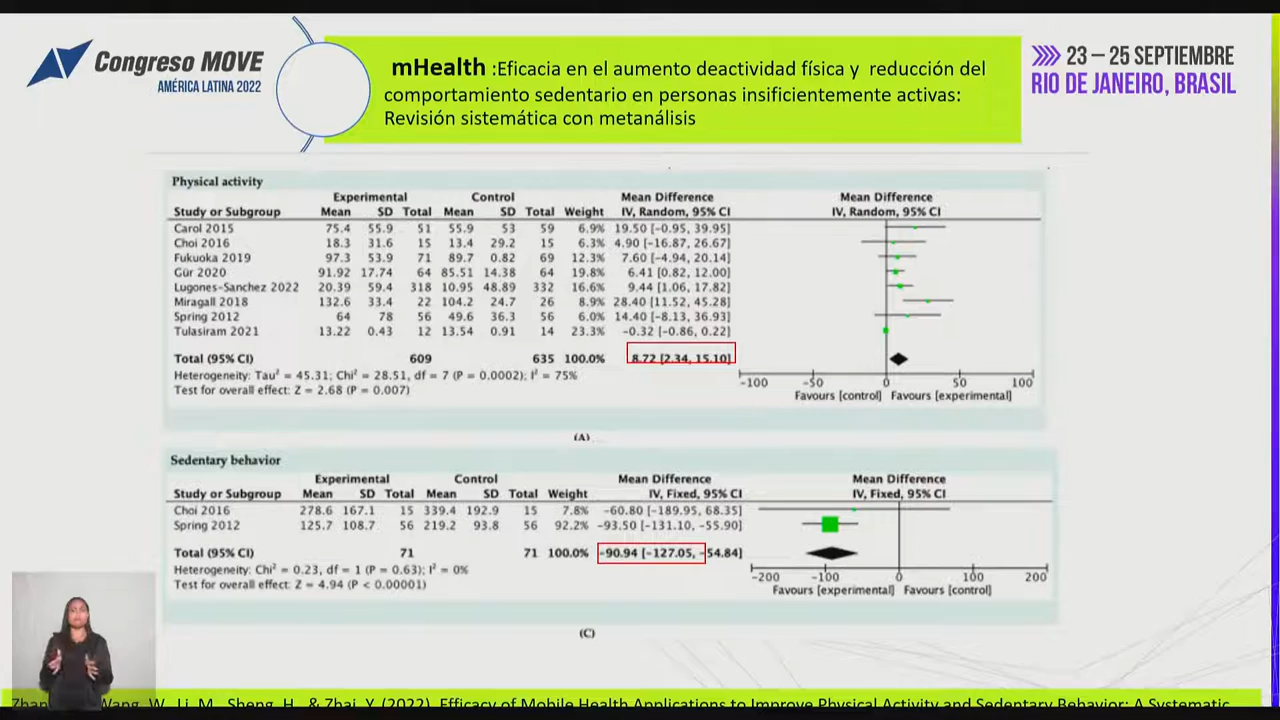 Congreso MOVE
AMÉRICA LATINA 2022
mHealth :Eficacia en el aumento deactividad física y reducción del
comportamiento sedentario en personas insificientemente activas:
Revisión sistemática con metanálisis
23 – 25 SEPTIEMBRE
RIO DE JANEIRO, BRASIL
Physical activity
Experimental Control Mean Difference Mean Difference
Study or Subgroup Mean SD Total Mean SD Total Weight IV, Random, 95% CI IV, Random, 95% CI
Carol 2015 75.4 55.9 51 55.9 53 59 6.9% 19.50 [-0.95, 39.95]
Choi 2016 18.3 31.6 15 13.4 29.2 15 6.3% 4.90 [-16.87, 26.67]
Fukuoka 2019 97.3 53.9 71 89.7 0.82 69 12.3% 7.60 [-4.94, 20.14]
Gür 2020 91.92 17.74 64 85.51 14.38 64 19.8% 6.41 [0.82, 12.00]
Lugones-Sanchez 2022 20.39 59.4 318 10.95 48.89 332 16.6% 9.44 [1.06, 17.82]
Miragall 2018 132.6 33.4 22 104.2 24.7 26 8.9% 28.40 [11.52, 45.28]
Spring 2012 64 78 56 49.6 36.3 56 6.0% 14.40 [-8.13, 36.93]
Tulasiram 2021 13.22 0.43 12 13.54 0.91 14 23.3% -0.32 [-0.86, 0.22]
Total (95% CI) 609 635 100.0% 8.72 [2.34, 15.10]
Heterogeneity: Tau² = 45.31; Chi² = 28.51, df = 7 (P = 0.0002); I² = 75%
Test for overall effect: Z = 2.68 (P = 0.007)
-100 -50 0 50 100
Favours [control] Favours [experimental]
(A)
Sedentary behavior
Experimental Control Mean Difference Mean Difference
Study or Subgroup Mean SD Total Mean SD Total Weight IV, Fixed, 95% CI IV, Fixed, 95% CI
Choi 2016 278.6 167.1 15 339.4 192.9 15 7.8% -60.80 [-189.95, 68.35]
Spring 2012 125.7 108.7 56 219.2 93.8 56 92.2% -93.50 [-131.10, -55.90]
Total (95% CI) 71 71 100.0% -90.94 [-127.05, -54.84]
Heterogeneity: Chi² = 0.23, df = 1 (P = 0.63); I² = 0%
Test for overall effect: Z = 4.94 (P < 0.00001)
-200 -100 0 100 200
Favours [experimental] Favours [control]
(C)
Wang, W., Li, M., Sheng, H., & Zhai, Y. (2022). Efficacy of Mobile Health Applications to Improve Physical Activity and Sedentary Behavior: A Systematic